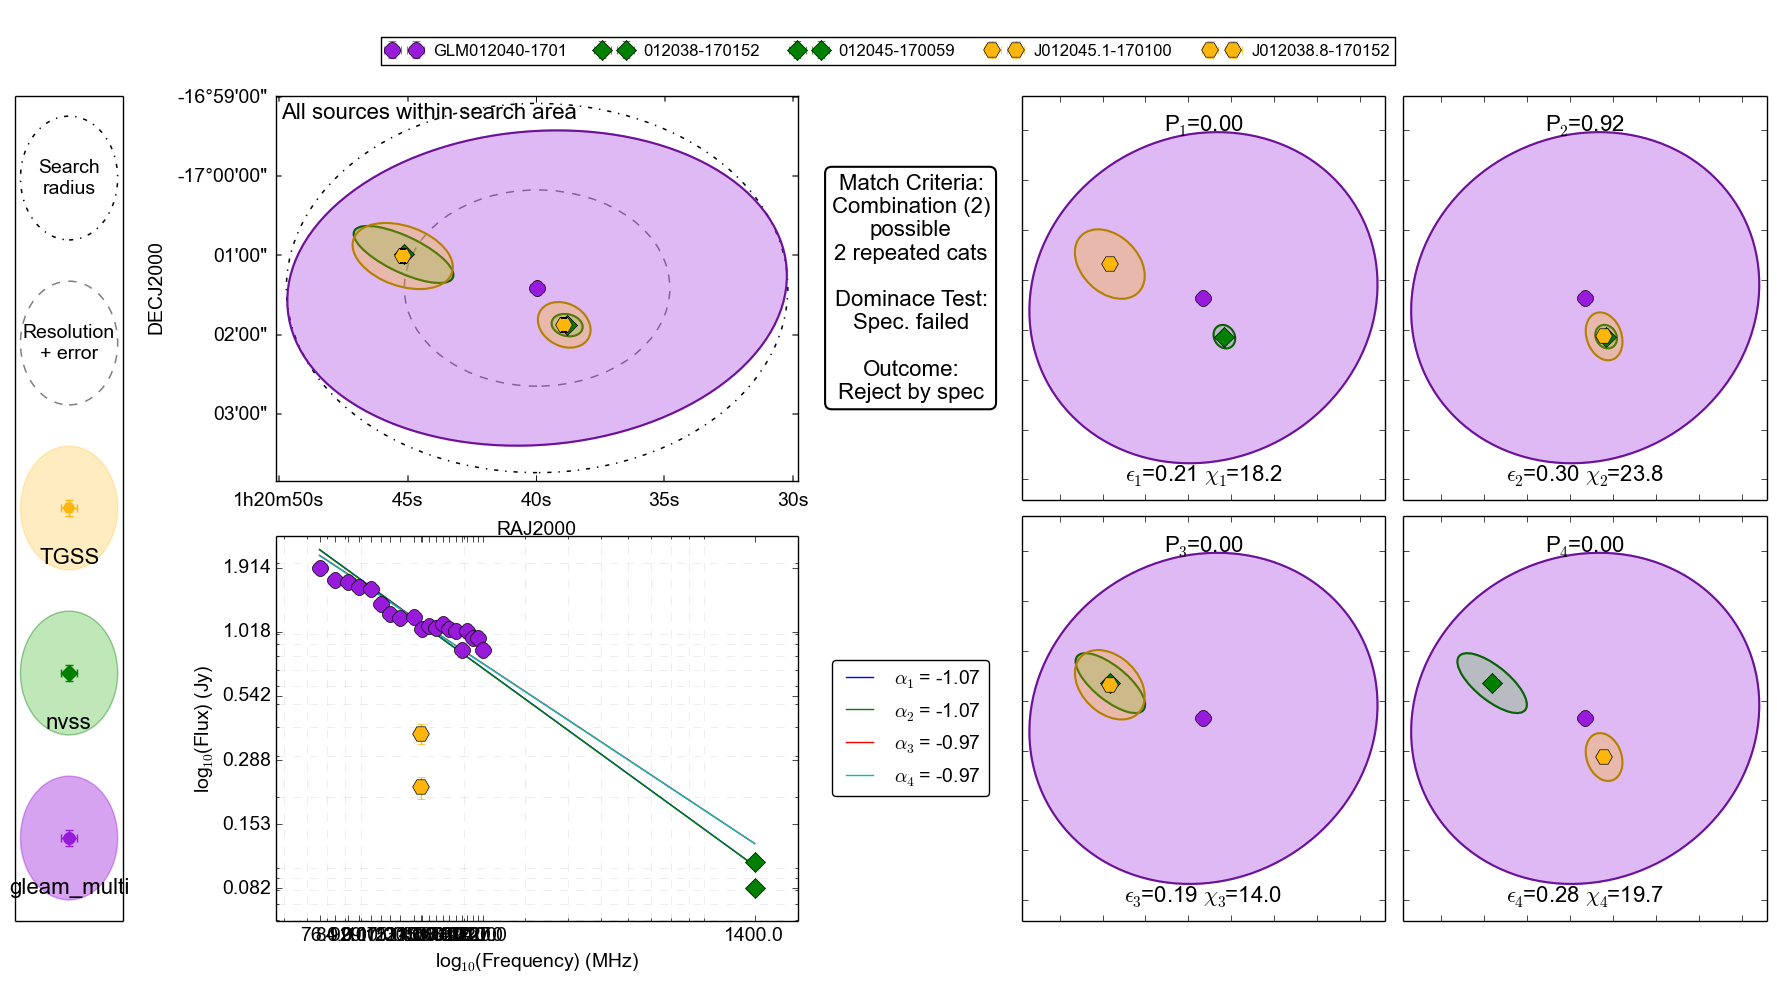 GLM012040-1701
012038-170152
012045-170059
J012045.1-170100
J012038.8-170152
Search
radius
Resolution
+ error
TGSS
nvss
gleam_multi
All sources within search area
DECJ2000
-16°59'00"
-17°00'00"
01'00"
02'00"
03'00"
1h20m50s
45s
40s
35s
30s
RAJ2000
Match Criteria:
Combination (2)
possible
2 repeated cats
Dominace Test:
Spec. failed
Outcome:
Reject by spec
P1=0.00
ϵ1=0.21 χ1=18.2
P2=0.92
ϵ2=0.30 χ2=23.8
log10(Flux) (Jy)
1.914
1.018
0.542
0.288
0.153
0.082
1400.0
log10(Frequency) (MHz)
α1 = -1.07
α2 = -1.07
α3 = -0.97
α4 = -0.97
P3=0.00
ϵ3=0.19 χ3=14.0
P4=0.00
ϵ4=0.28 χ4=19.7